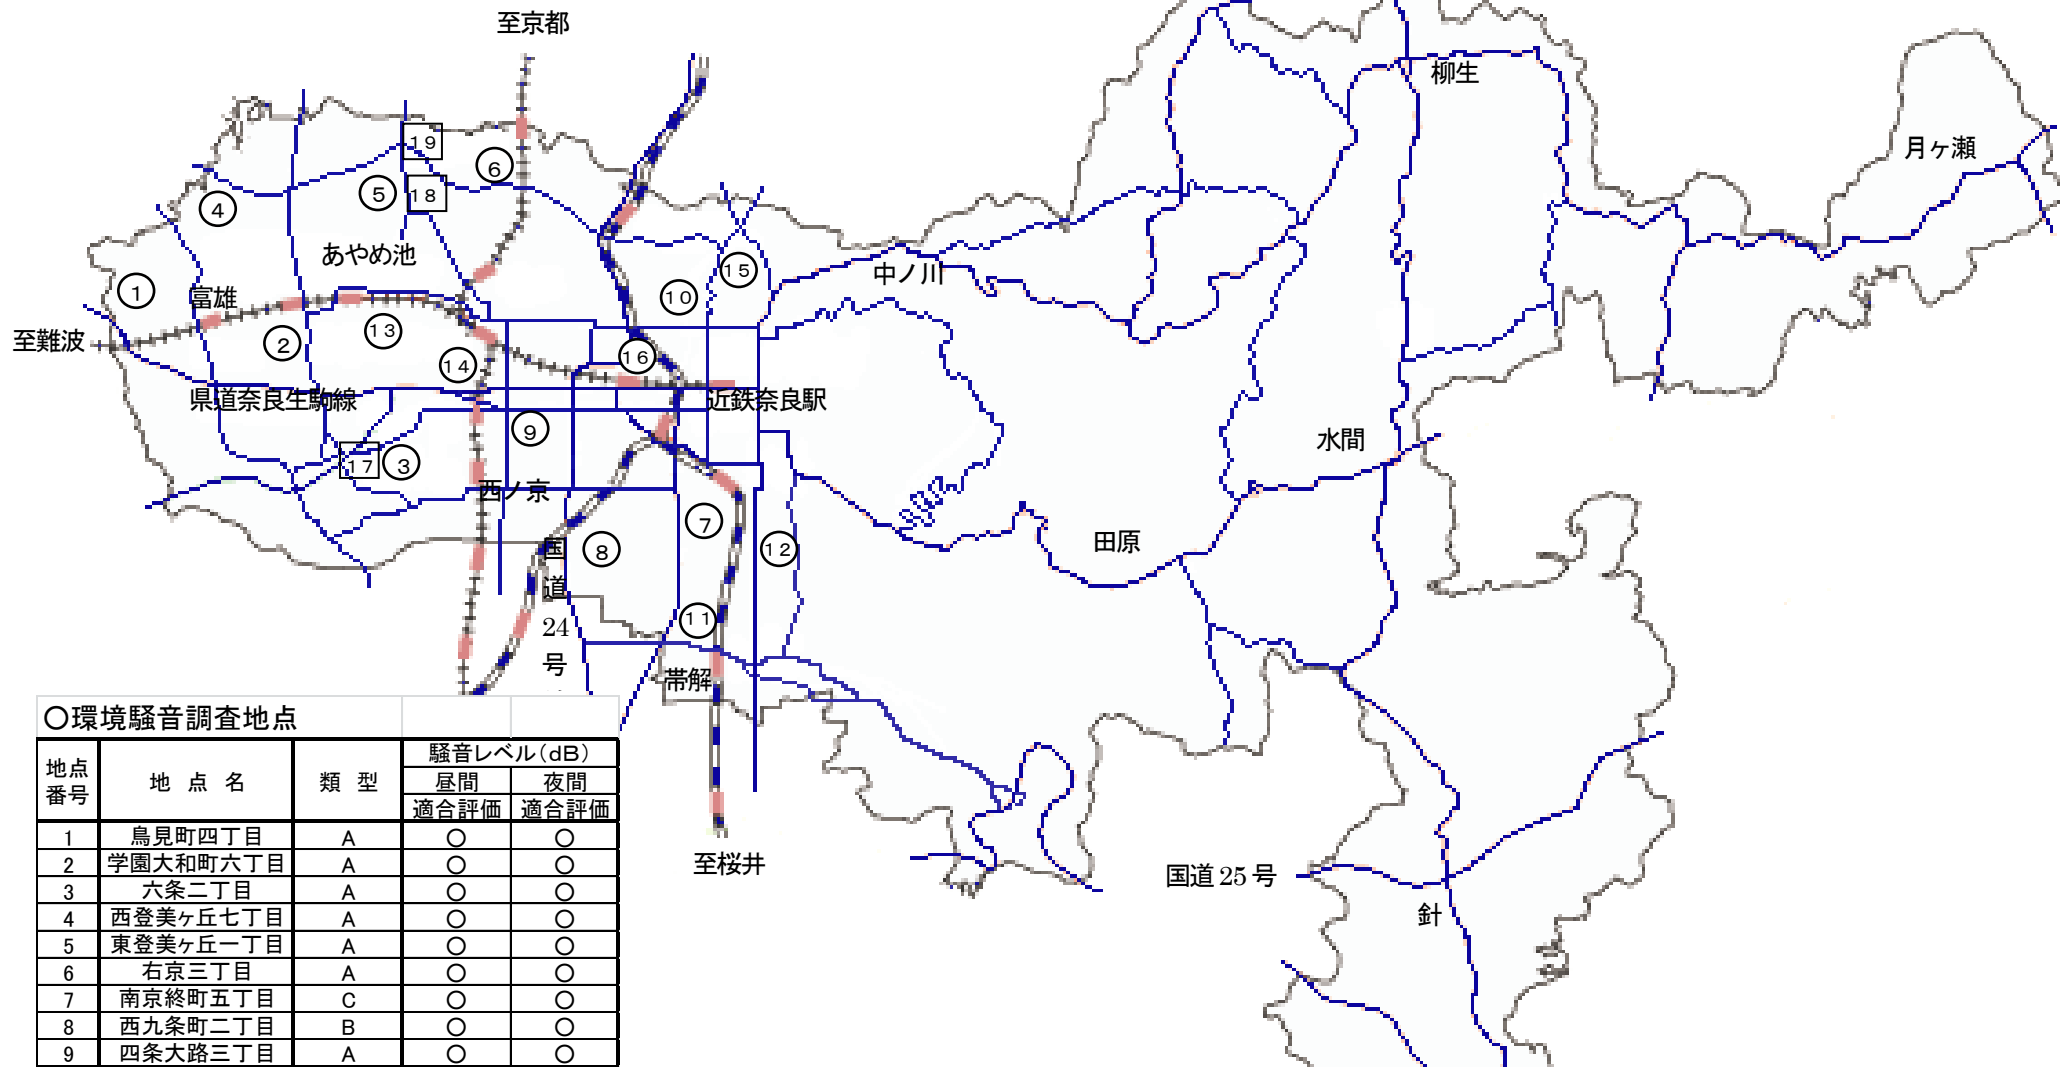 至京都
柳生
月ヶ瀬
19
6
5
18
4
あやめ池
15
中ノ川
1
富雄
10
13
至難波
2
16
14
県道奈良生駒線
近鉄奈良駅
9
水間
17
3
西ノ京
7
国道24号
8
12
田原
11
帯解
至桜井
国道25号
針
○環境騒音調査地点
地点番号 地点名 類型 騒音レベル(dB)
昼間 夜間
適合評価 適合評価
1 鳥見町四丁目 A ○ ○
2 学園大和町六丁目 A ○ ○
3 六条二丁目 A ○ ○
4 西登美ヶ丘七丁目 A ○ ○
5 東登美ヶ丘一丁目 A ○ ○
6 右京三丁目 A ○ ○
7 南京終町五丁目 C ○ ○
8 西九条町二丁目 B ○ ○
9 四条大路三丁目 A ○ ○